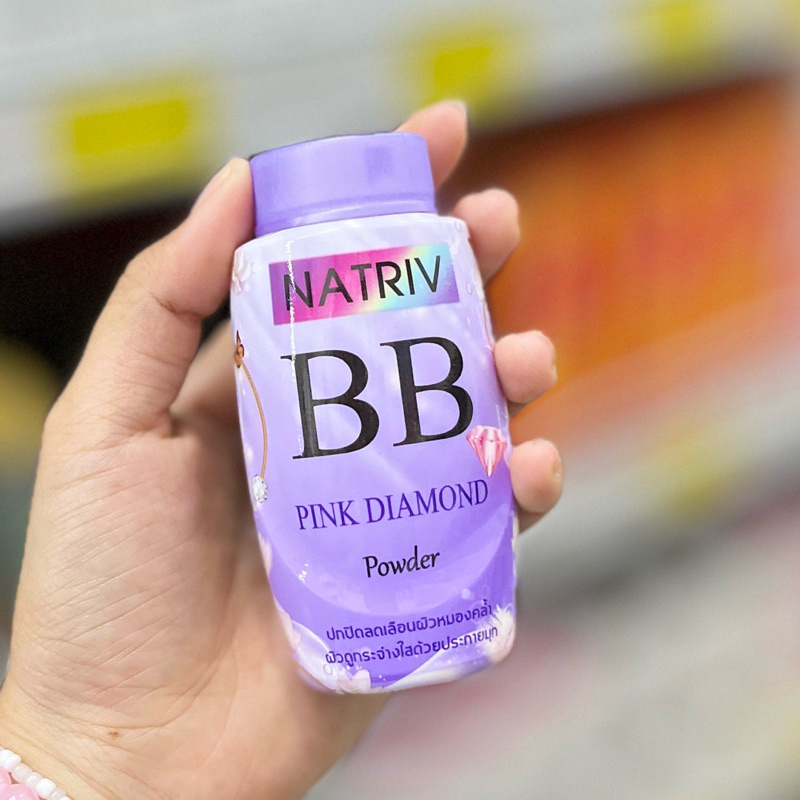 NATRIV
BB
PINK DIAMOND
Powder
ปกปิดลดเลือนผิวหมองคล้ำ
ผิวดูกระจ่างใสด้วยประกายมุก